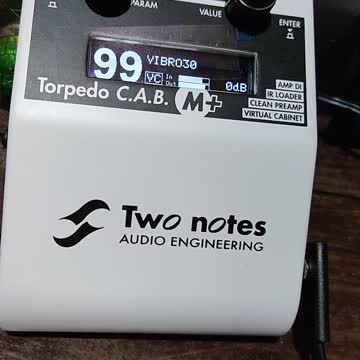 PARAM
VALUE
ENTER
99
VIBRO30
VC In
Out
0dB
Torpedo C.A.B. M+
AMP DI
IR LOADER
CLEAN PREAMP
VIRTUAL CABINET
Two notes
AUDIO ENGINEERING